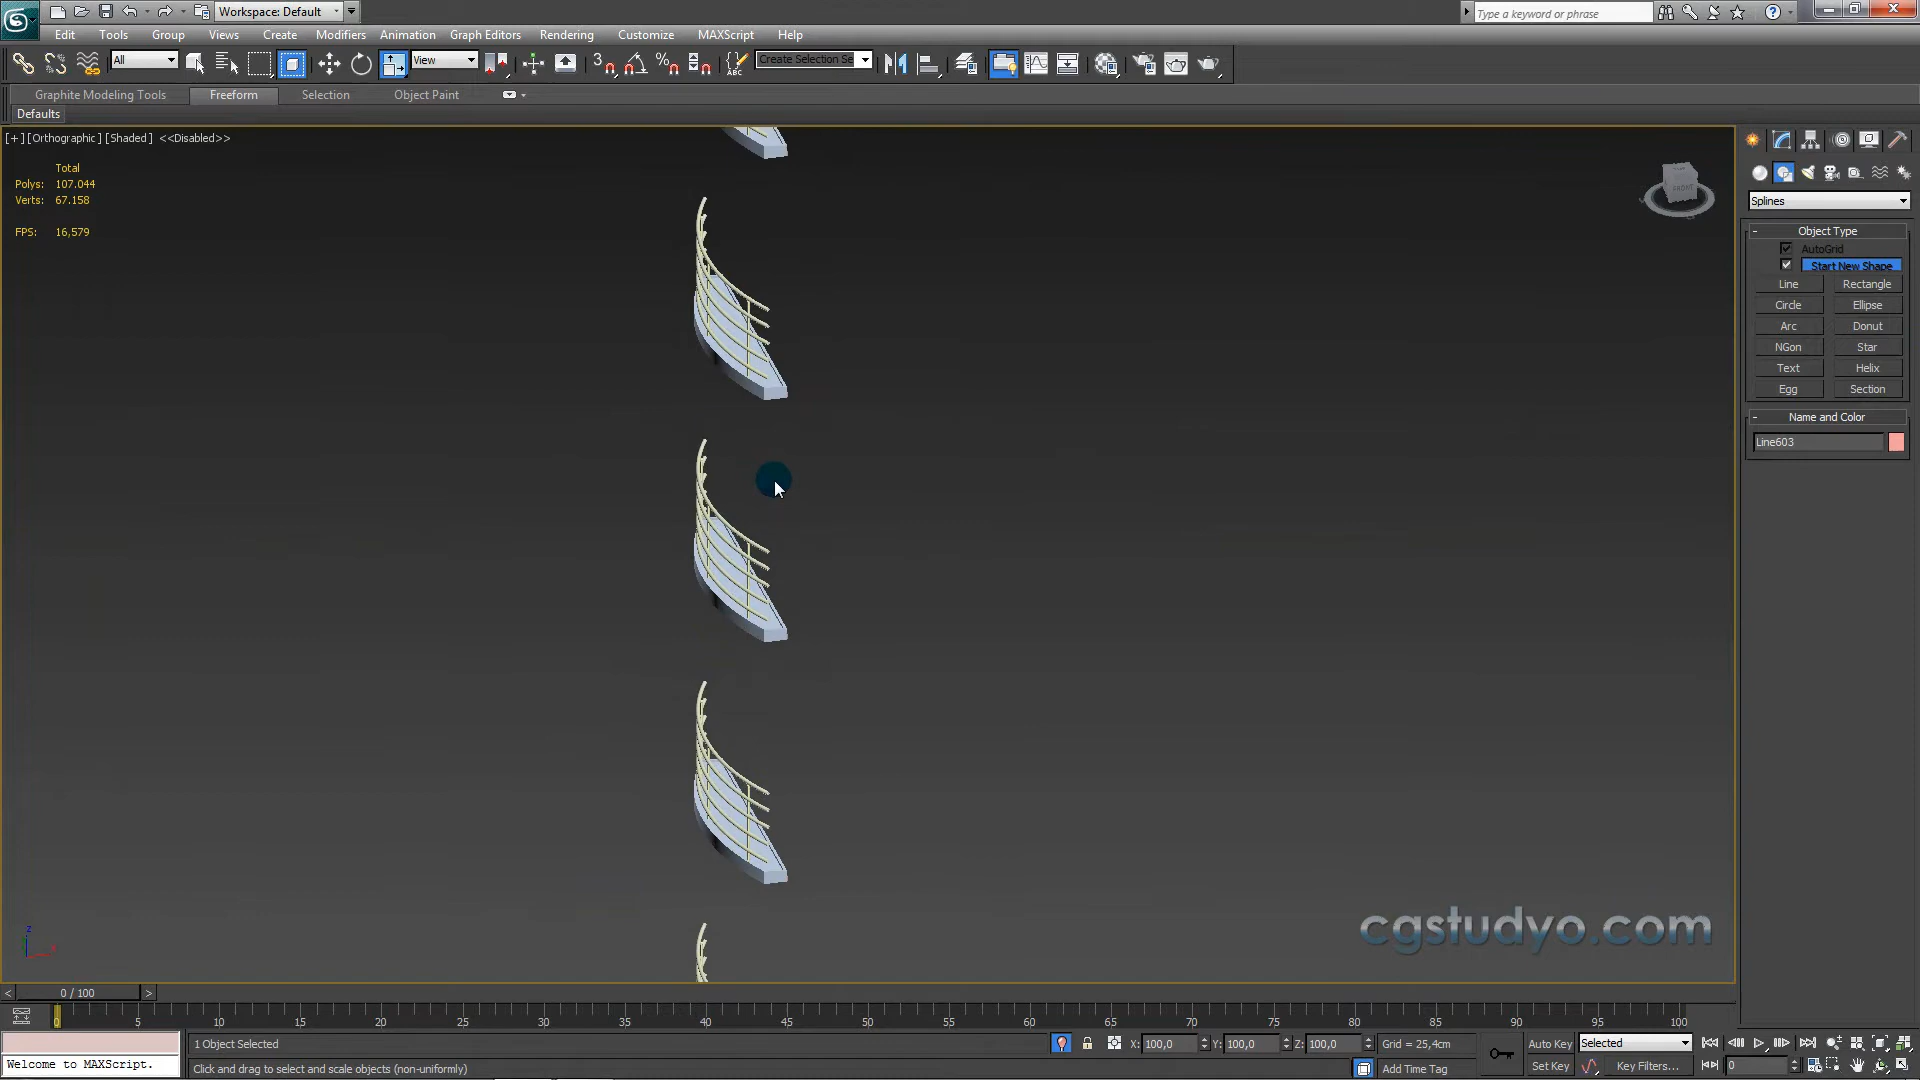 Workspace: Default
Type a keyword or phrase
Edit Tools Group Views Create Modifiers Animation Graph Editors Rendering Customize MAXScript Help
All
View
Create Selection Se
Graphite Modeling Tools Freeform Selection Object Paint
Defaults
[+] [Orthographic] [Shaded] <<Disabled>>
Total
Polys: 107.044
Verts: 67.158
FPS: 16,579
FRONT
Splines
- Object Type
AutoGrid
Start New Shape
Line Rectangle
Circle Ellipse
Arc Donut
NGon Star
Text Helix
Egg Section
- Name and Color
Line603
cgstudyo.com
< 0 / 100 >
0 5 10 15 20 25 30 35 40 45 50 55 60 65 70 75 80 85 90 95 100
1 Object Selected X: 100,0 Y: 100,0 Z: 100,0 Grid = 25,4cm Auto Key Selected
Welcome to MAXScript. Click and drag to select and scale objects (non-uniformly) Add Time Tag Set Key Key Filters... 0